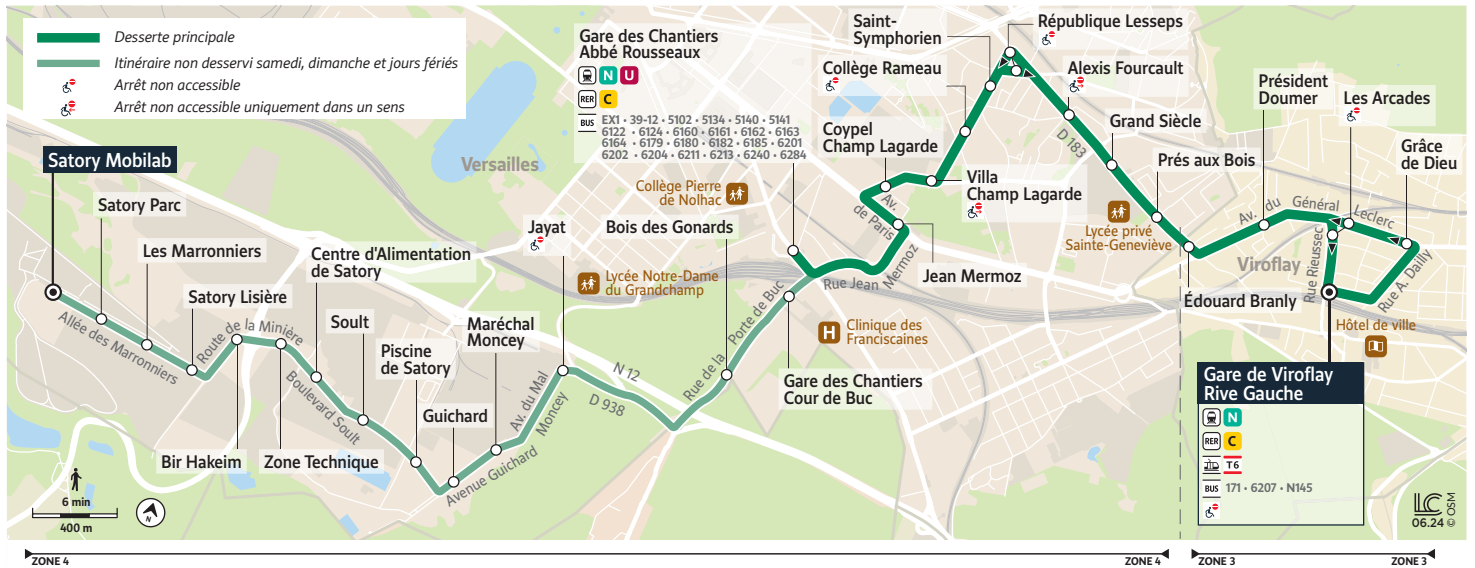 Desserte principale
Itinéraire non desservi samedi, dimanche et jours fériés
Arrêt non accessible
Arrêt non accessible uniquement dans un sens
Gare des Chantiers
Abbé Rousseaux
N U
RER C
BUS EX1 • 39-12 • 5102 • 5134 • 5140 • 5141
6122 • 6124 • 6160 • 6161 • 6162 • 6163
6164 • 6179 • 6180 • 6182 • 6185 • 6201
6202 • 6204 • 6211 • 6213 • 6240 • 6284
Saint-
Symphorien
République Lesseps
Collège Rameau
Alexis Fourcault
Président
Doumer
Les Arcades
Coypel
Champ Lagarde
Grand Siècle
D 183
Grâce
de Dieu
Prés aux Bois
Versailles
Satory Mobilab
Villa
Champ Lagarde
Collège Pierre
de Nolhac
Av.
de Paris
Satory Parc
Jayat
Bois des Gonards
Lycée privé
Sainte-Geneviève
Av. du Général Leclerc
Les Marronniers
Centre d'Alimentation
de Satory
Lycée Notre-Dame
du Grandchamp
Jean Mermoz
Rue Jean Mermoz
Viroflay
Rue Rieussec
Rue A. Dailly
Édouard Branly
Satory Lisière
Allée des Marronniers
Route de la Minière
Soult
Maréchal
Moncey
Rue de la Porte de Buc
Clinique des
Franciscaines
H
Hôtel de ville
Piscine
de Satory
Boulevard Soult
Av. du Mal
Moncey
N 12
D 938
Gare des Chantiers
Cour de Buc
Gare de Viroflay
Rive Gauche
N
RER C
T6
BUS 171 • 6207 • N145
Guichard
Avenue Guichard
Bir Hakeim
Zone Technique
6 min
400 m
N
LC
06.24 © OSM
ZONE 4
ZONE 4
ZONE 3
ZONE 3